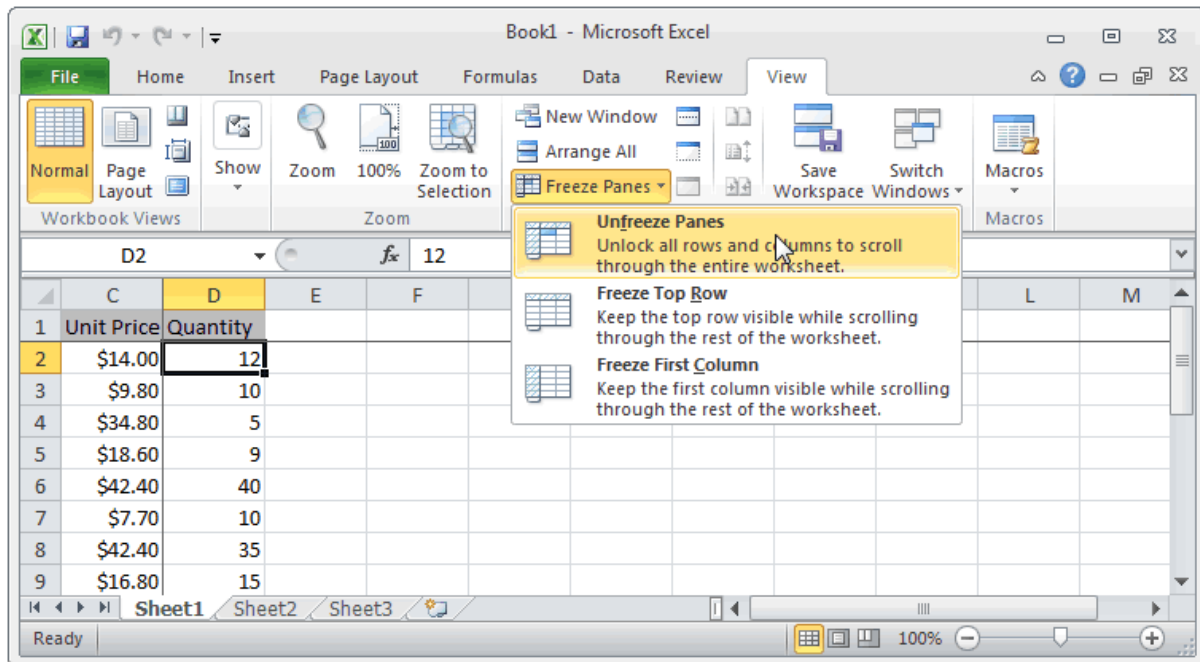 Book1 - Microsoft Excel
File Home Insert Page Layout Formulas Data Review View
Normal
Page
Layout
Workbook Views
Show
Zoom
100
100%
Zoom to
Selection
Zoom
New Window
Arrange All
Freeze Panes
Save
Workspace
Switch
Windows
Macros
Macros
Unfreeze Panes
Unlock all rows and columns to scroll
through the entire worksheet.
Freeze Top Row
Keep the top row visible while scrolling
through the rest of the worksheet.
Freeze First Column
Keep the first column visible while scrolling
through the rest of the worksheet.
D2 fx 12
C D E F L M
1 Unit Price Quantity
2 $14.00 12
3 $9.80 10
4 $34.80 5
5 $18.60 9
6 $42.40 40
7 $7.70 10
8 $42.40 35
9 $16.80 15
Sheet1 Sheet2 Sheet3
Ready 100%